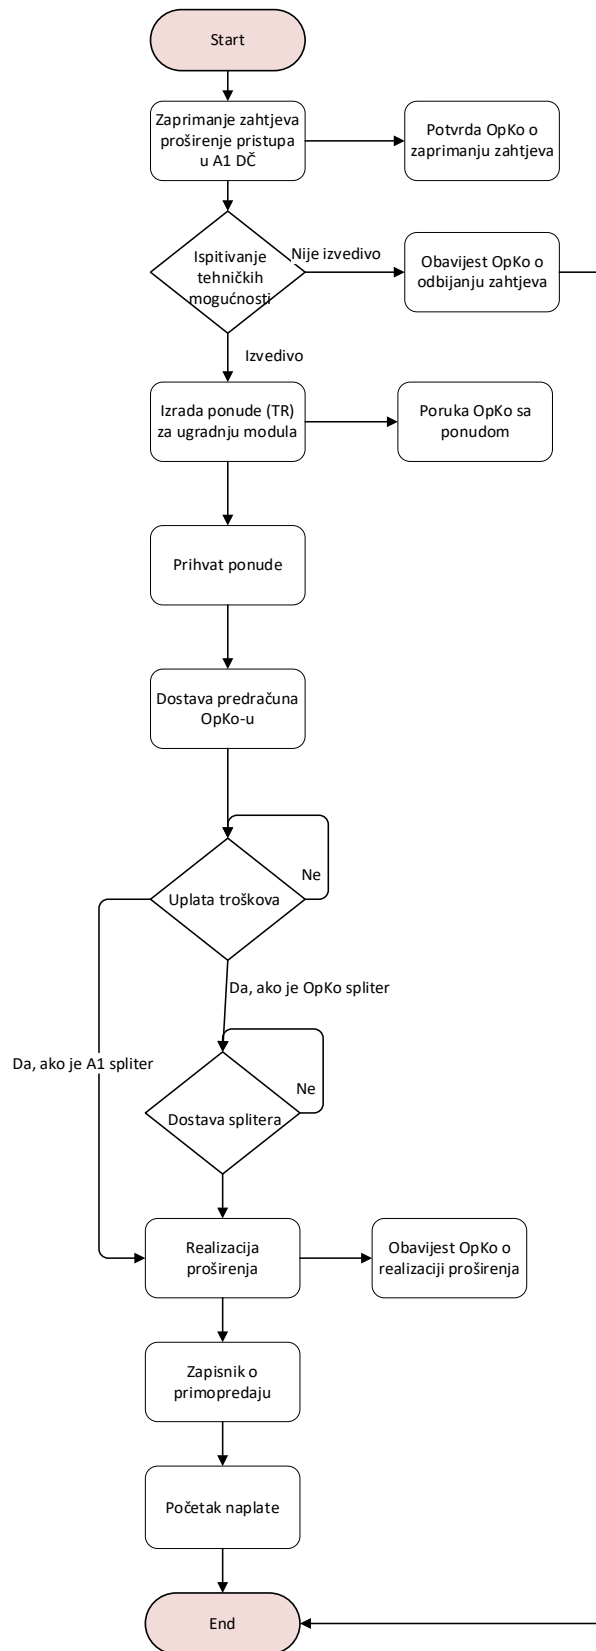 Start
Zaprimanje zahtjeva
proširenje pristupa
u A1 DČ
Potvrda OpKo o
zaprimanju zahtjeva
Ispitivanje
tehničkih
mogućnosti
Nije izvedivo
Obavijest OpKo o
odbijanju zahtjeva
Izvedivo
Izrada ponude (TR)
za ugradnju modula
Poruka OpKo sa
ponudom
Prihvat ponude
Dostava predračuna
OpKo-u
Ne
Uplata troškova
Da, ako je OpKo spliter
Da, ako je A1 spliter
Ne
Dostava splitera
Realizacija
proširenja
Obavijest OpKo o
realizaciji proširenja
Zapisnik o
primopredaju
Početak naplate
End